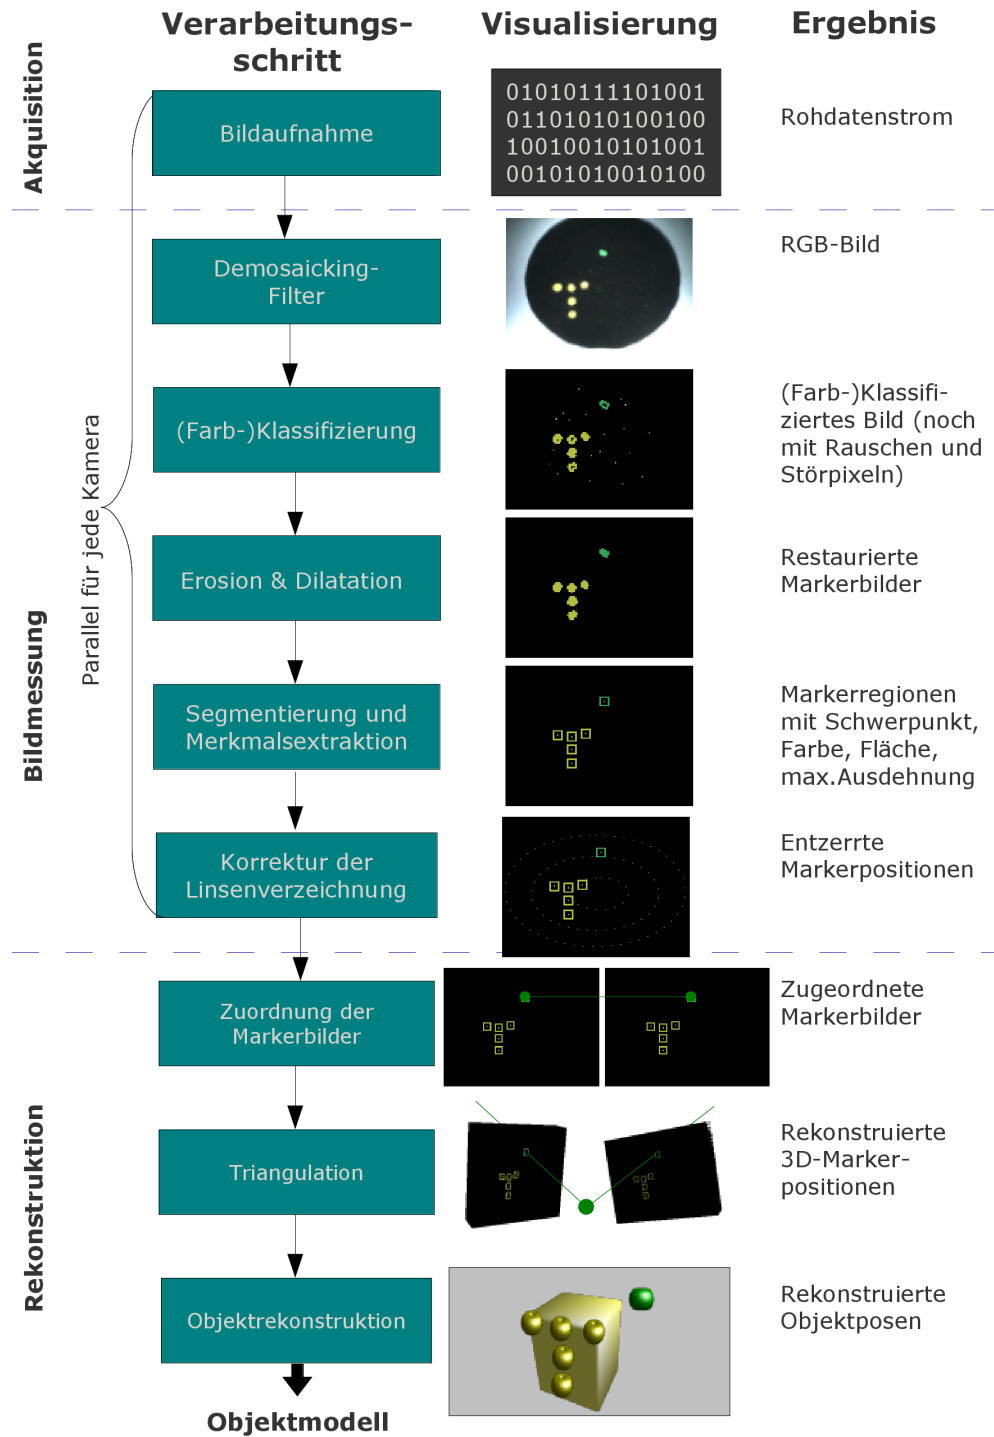 Verarbeitungs-
schritt
Visualisierung
Ergebnis
Akquisition
Bildaufnahme
01010111101001
01101010100100
10010010101001
00101010010100
Rohdatenstrom
Parallel für jede Kamera
Bildmessung
Demosaicking-
Filter
RGB-Bild
(Farb-)Klassifizierung
(Farb-)Klassifi-
ziertes Bild (noch
mit Rauschen und
Störpixeln)
Erosion & Dilatation
Restaurierte
Markerbilder
Segmentierung und
Merkmalsextraktion
Markerregionen
mit Schwerpunkt,
Farbe, Fläche,
max.Ausdehnung
Korrektur der
Linsenverzeichnung
Entzerrte
Markerpositionen
Rekonstruktion
Zuordnung der
Markerbilder
Zugeordnete
Markerbilder
Triangulation
Rekonstruierte
3D-Marker-
positionen
Objektrekonstruktion
Rekonstruierte
Objektposen
Objektmodell